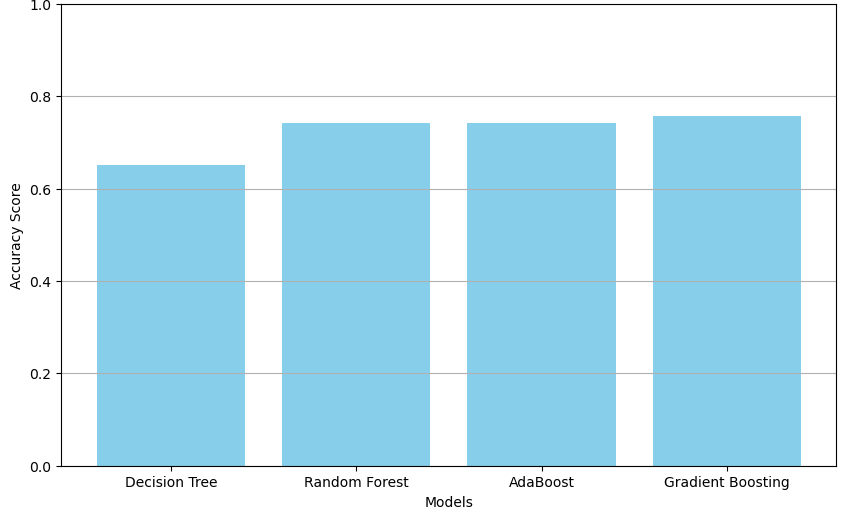 1.0
0.8
0.6
0.4
0.2
0.0
Accuracy Score
Decision Tree
Random Forest
AdaBoost
Gradient Boosting
Models